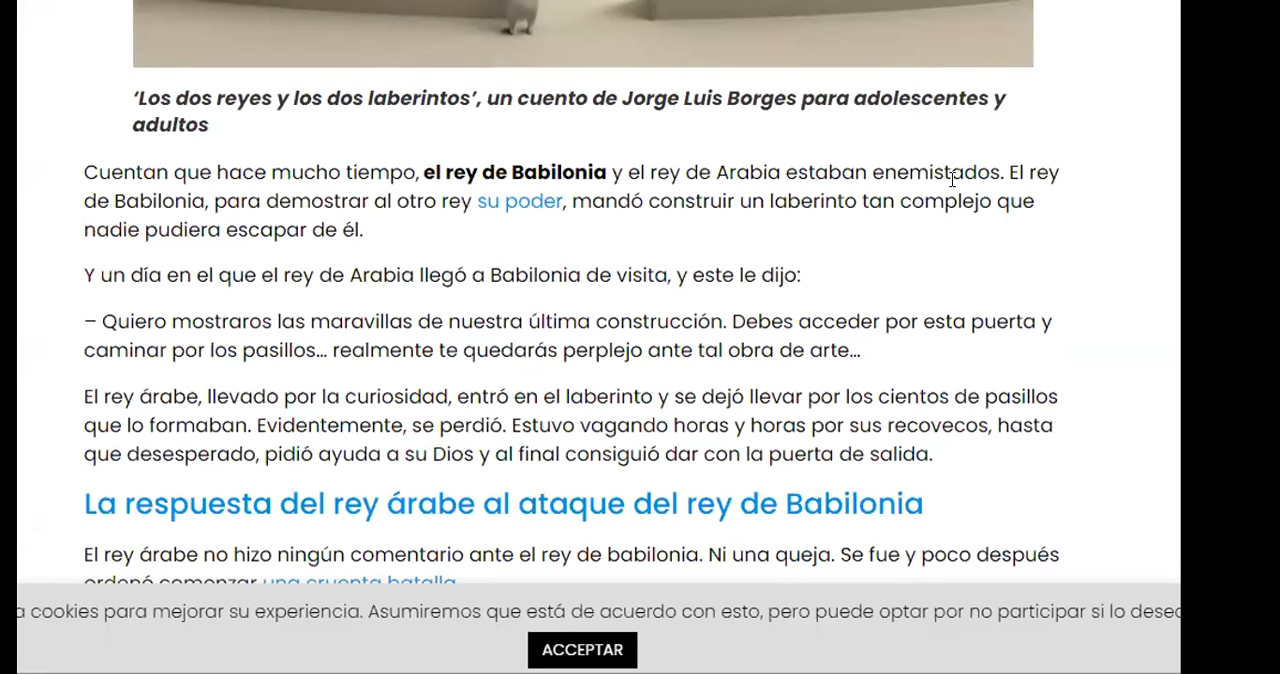 ‘Los dos reyes y los dos laberintos’, un cuento de Jorge Luis Borges para adolescentes y
adultos
Cuentan que hace mucho tiempo, el rey de Babilonia y el rey de Arabia estaban enemistados. El rey
de Babilonia, para demostrar al otro rey su poder, mandó construir un laberinto tan complejo que
nadie pudiera escapar de él.
Y un día en el que el rey de Arabia llegó a Babilonia de visita, y este le dijo:
– Quiero mostraros las maravillas de nuestra última construcción. Debes acceder por esta puerta y
caminar por los pasillos… realmente te quedarás perplejo ante tal obra de arte…
El rey árabe, llevado por la curiosidad, entró en el laberinto y se dejó llevar por los cientos de pasillos
que lo formaban. Evidentemente, se perdió. Estuvo vagando horas y horas por sus recovecos, hasta
que desesperado, pidió ayuda a su Dios y al final consiguió dar con la puerta de salida.
La respuesta del rey árabe al ataque del rey de Babilonia
El rey árabe no hizo ningún comentario ante el rey de babilonia. Ni una queja. Se fue y poco después
ordenó comenzar una cruenta batalla
a cookies para mejorar su experiencia. Asumiremos que está de acuerdo con esto, pero puede optar por no participar si lo desea
ACCEPTAR